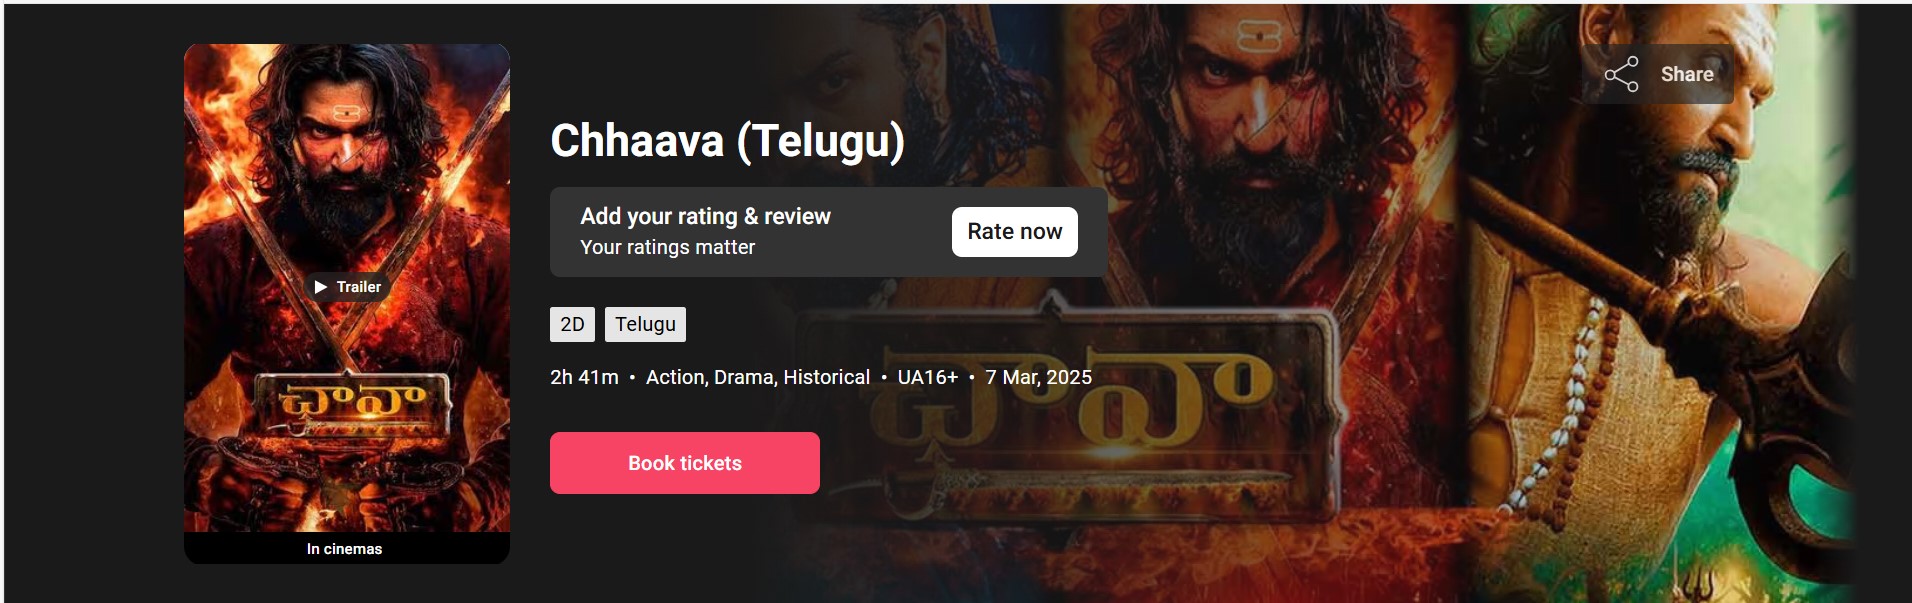 Share
Chhaava (Telugu)
Add your rating & review
Your ratings matter
Rate now
Trailer
2D
Telugu
2h 41m • Action, Drama, Historical • UA16+ • 7 Mar, 2025
ఛావా
ఛావా
Book tickets
In cinemas